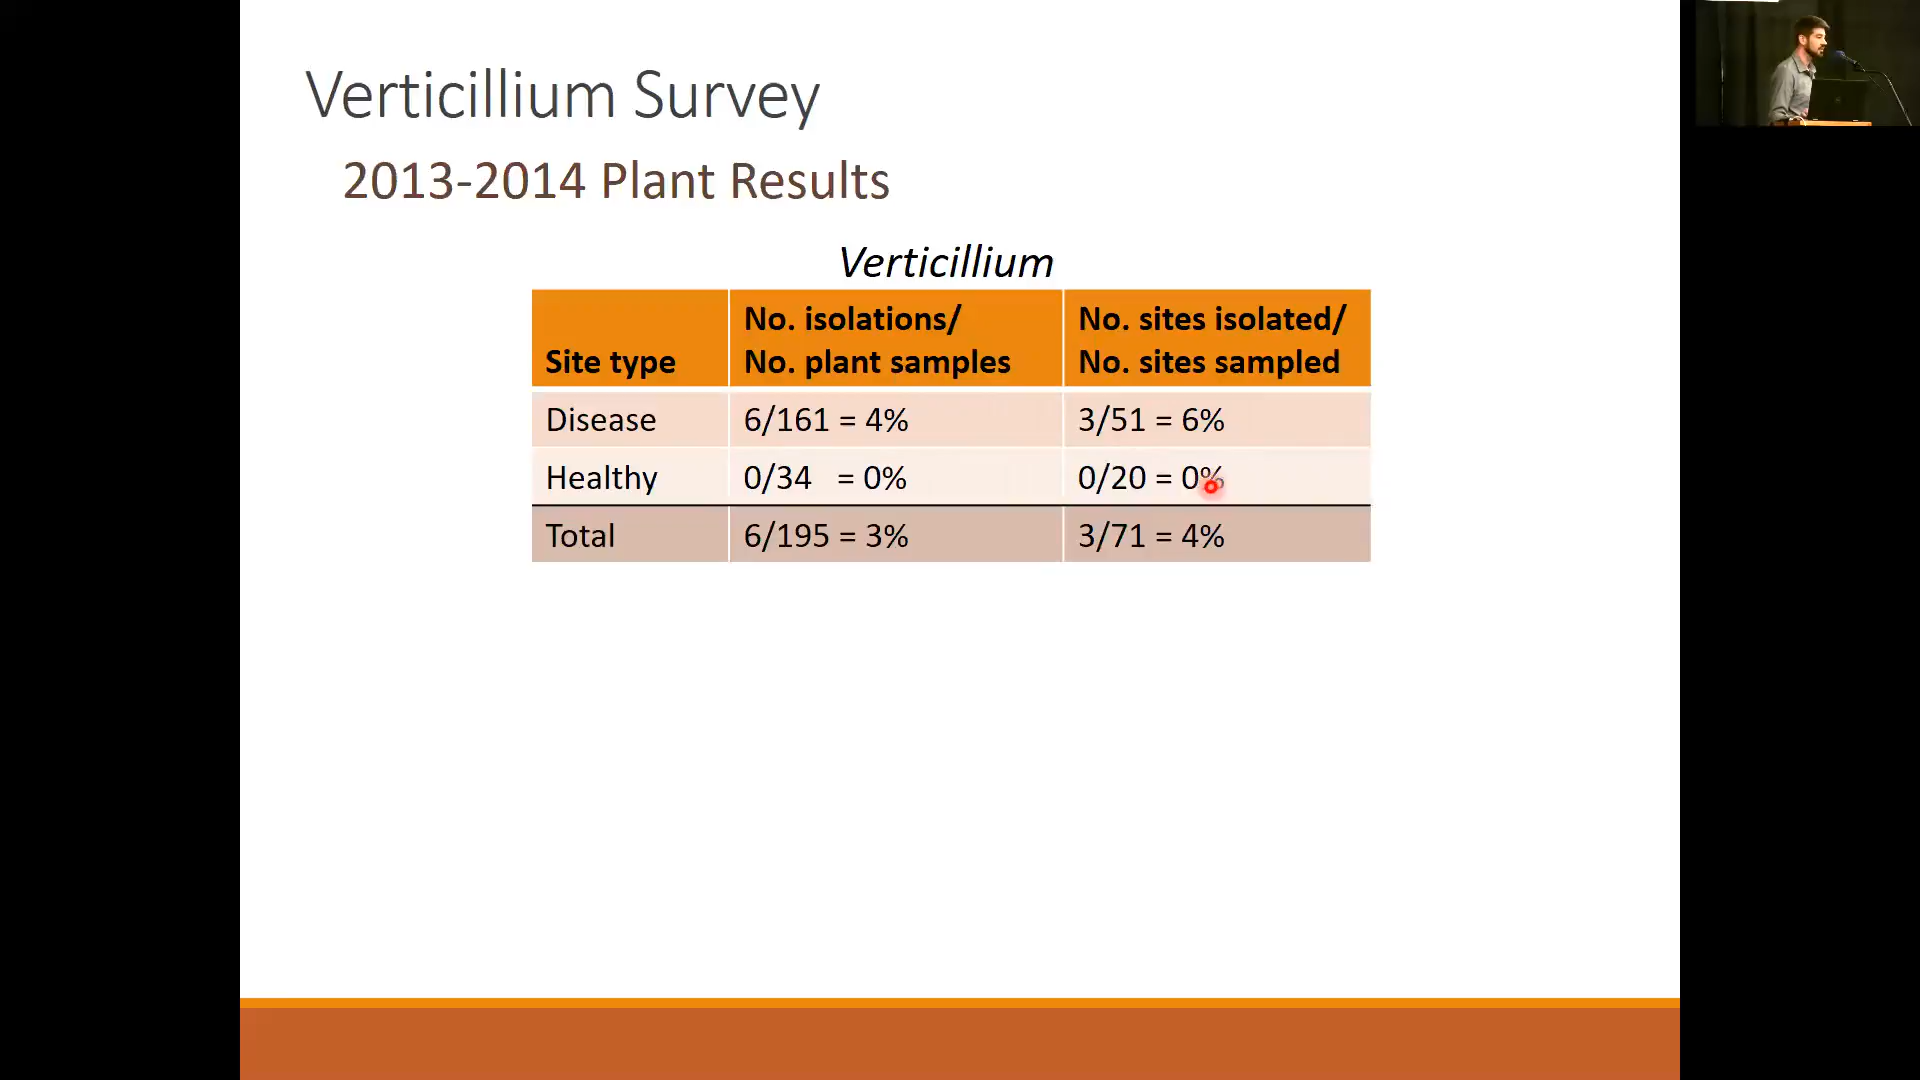 Verticillium Survey
2013-2014 Plant Results
Verticillium
Site type No. isolations/ No. plant samples No. sites isolated/ No. sites sampled
Disease 6/161 = 4% 3/51 = 6%
Healthy 0/34 = 0% 0/20 = 0%
Total 6/195 = 3% 3/71 = 4%